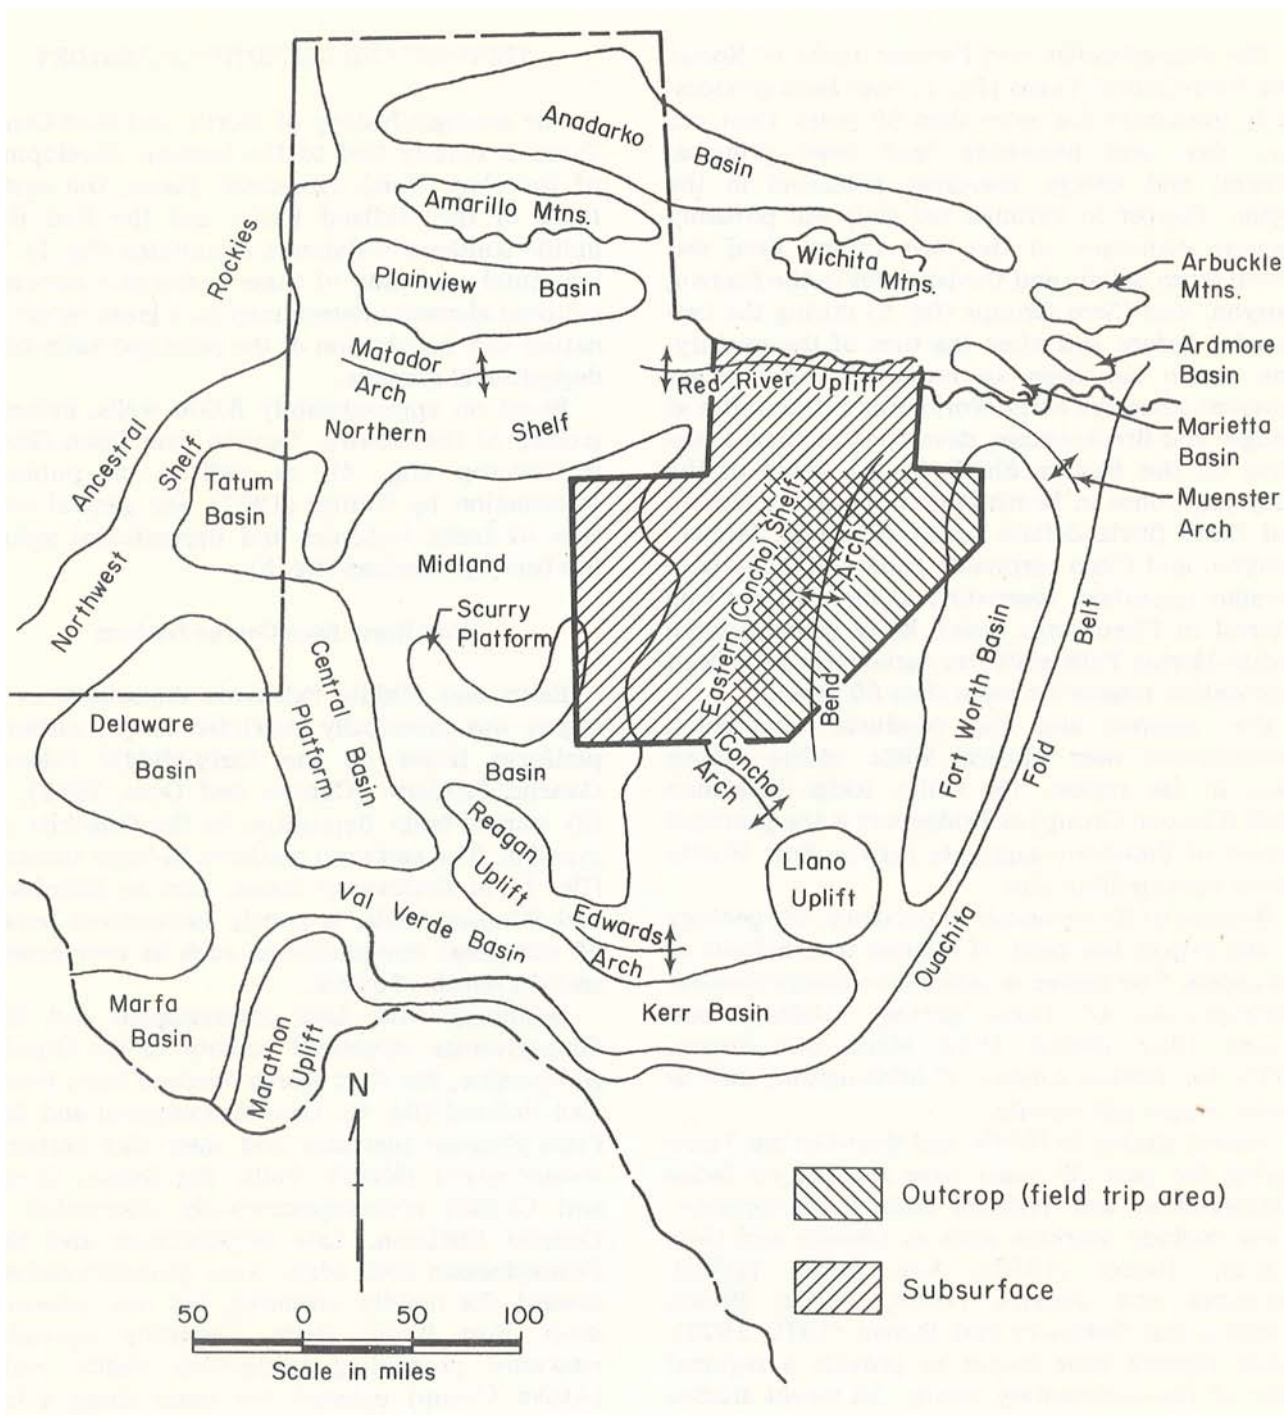 Anadarko
Basin
Amarillo Mtns.
Wichita
Mtns.
Arbuckle
Mtns.
Rockies
Plainview Basin
Ardmore
Basin
Matador
Arch
Red River Uplift
Ancestral
Northern Shelf
Marietta
Basin
Shelf
Tatum
Basin
Muenster
Arch
Northwest
Midland
Eastern (Concho) Shelf
Arch
Scurry
Platform
Fort Worth Basin
Belt
Central Basin
Platform
Bend
Delaware
Basin
Basin
Concho
Arch
Fold
Reagan
Uplift
Llano
Uplift
Val Verde Basin
Edwards
Arch
Ouachita
Marfa
Basin
Kerr Basin
Marathon
Uplift
N
Outcrop (field trip area)
Subsurface
50 0 50 100
Scale in miles